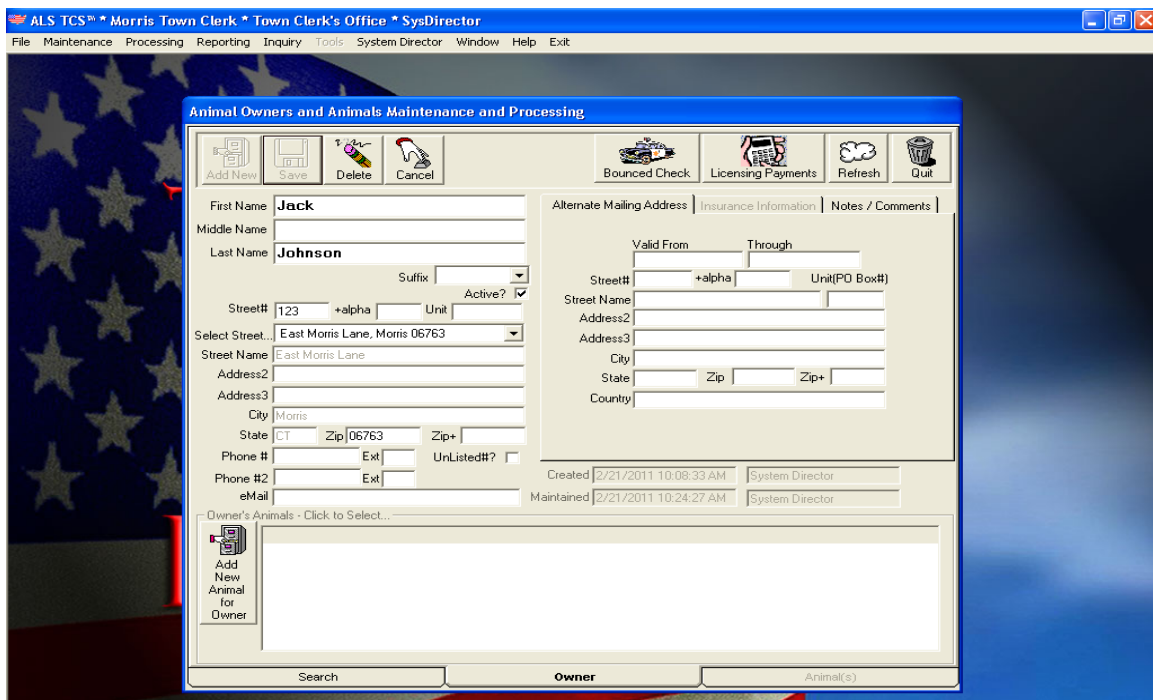 ALS TCS℠ * Morris Town Clerk * Town Clerk's Office * SysDirector
File Maintenance Processing Reporting Inquiry Tools System Director Window Help Exit
Animal Owners and Animals Maintenance and Processing
Add New Save Delete Cancel Bounced Check Licensing Payments Refresh Quit
First Name Jack
Middle Name
Last Name Johnson
Suffix
Active?
Street# 123 +alpha Unit
Select Street... East Morris Lane, Morris 06763
Street Name East Morris Lane
Address2
Address3
City Morris
State CT Zip 06763 Zip+
Phone # Ext UnListed#?
Phone #2 Ext
eMail
Alternate Mailing Address Insurance Information Notes / Comments
Valid From Through
Street# +alpha Unit(PO Box#)
Street Name
Address2
Address3
City
State Zip Zip+
Country
Created 2/21/2011 10:08:33 AM System Director
Maintained 2/21/2011 10:24:27 AM System Director
Owner's Animals - Click to Select...
Add
New
Animal
for
Owner
Search Owner Animal(s)